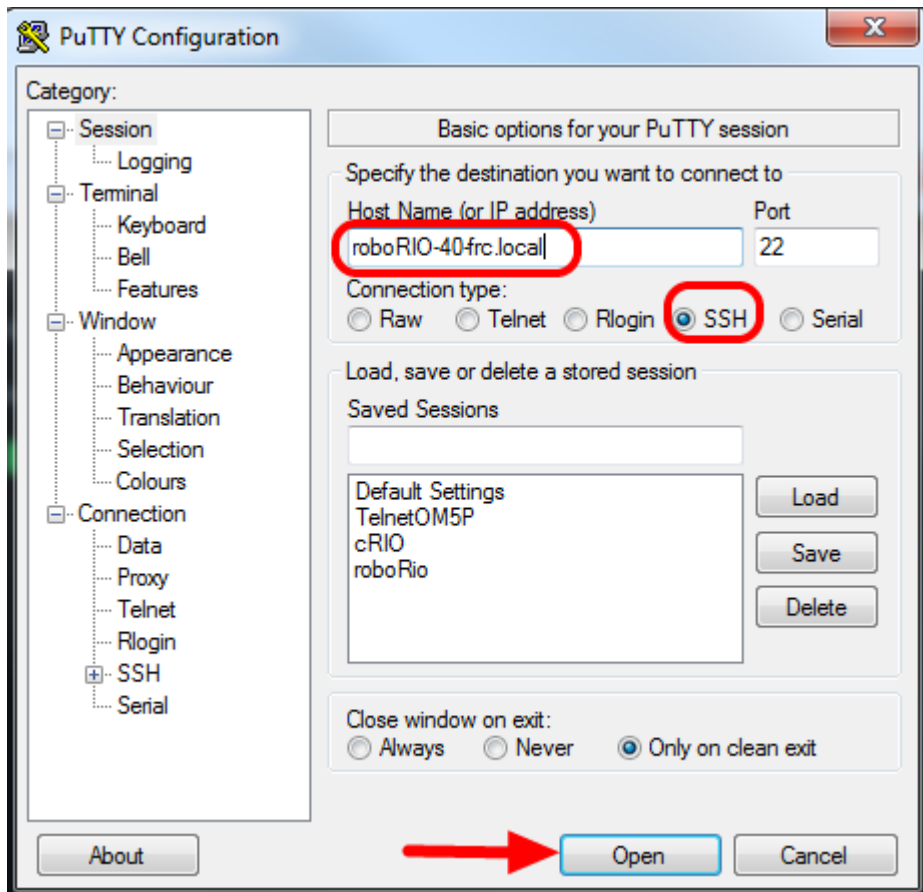 PuTTY Configuration
Category:
Session
Logging
Terminal
Keyboard
Bell
Features
Window
Appearance
Behaviour
Translation
Selection
Colours
Connection
Data
Proxy
Telnet
Rlogin
SSH
Serial
Basic options for your PuTTY session
Specify the destination you want to connect to
Host Name (or IP address) Port
roboRIO-40-frc.local 22
Connection type:
Raw Telnet Rlogin SSH Serial
Load, save or delete a stored session
Saved Sessions
Default Settings
TelnetOM5P
cRIO
roboRio
Load
Save
Delete
Close window on exit:
Always Never Only on clean exit
About Open Cancel